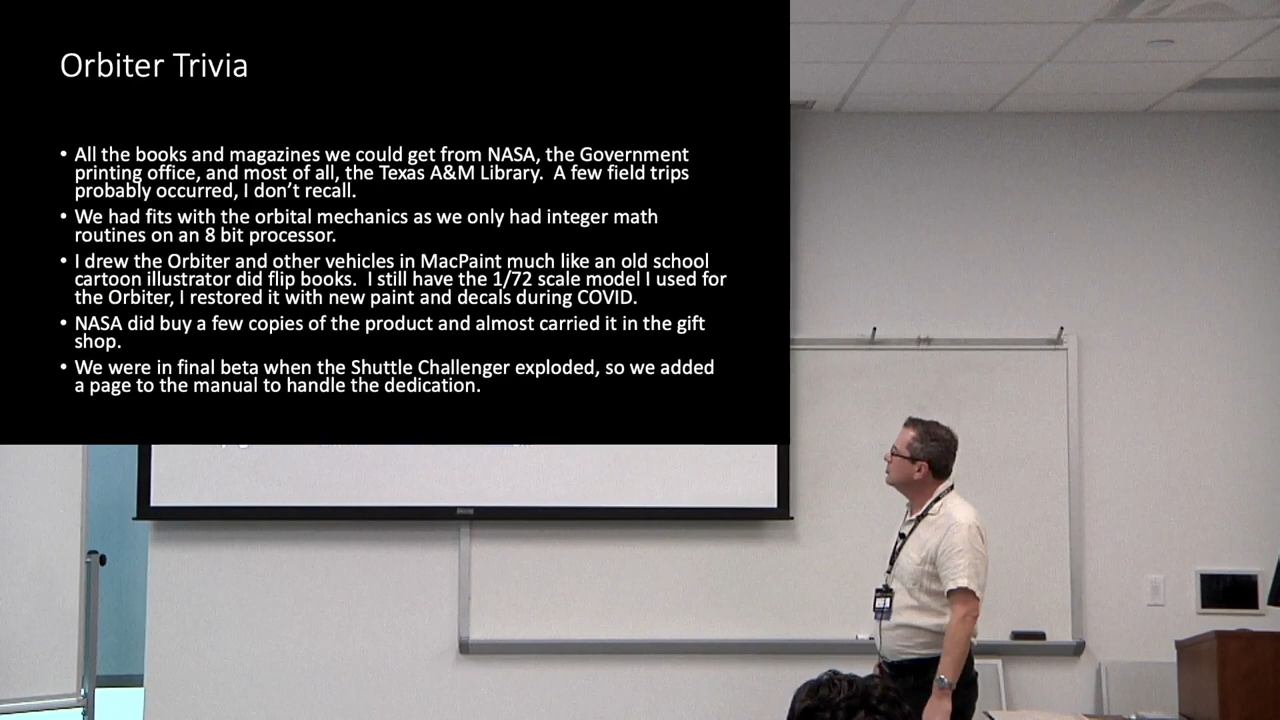 Orbiter Trivia
• All the books and magazines we could get from NASA, the Government
printing office, and most of all, the Texas A&M Library.  A few field trips
probably occurred, I don’t recall.
• We had fits with the orbital mechanics as we only had integer math
routines on an 8 bit processor.
• I drew the Orbiter and other vehicles in MacPaint much like an old school
cartoon illustrator did flip books.  I still have the 1/72 scale model I used for
the Orbiter, I restored it with new paint and decals during COVID.
• NASA did buy a few copies of the product and almost carried it in the gift
shop.
• We were in final beta when the Shuttle Challenger exploded, so we added
a page to the manual to handle the dedication.